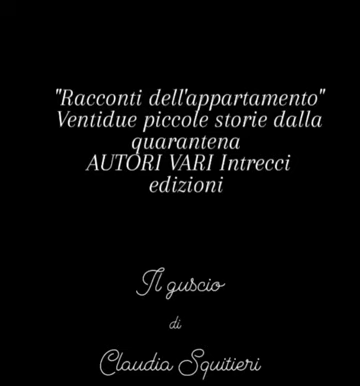 "Racconti dell'appartamento"
Ventidue piccole storie dalla
quarantena
AUTORI VARI Intrecci
edizioni
Il guscio
di
Claudia Squitieri